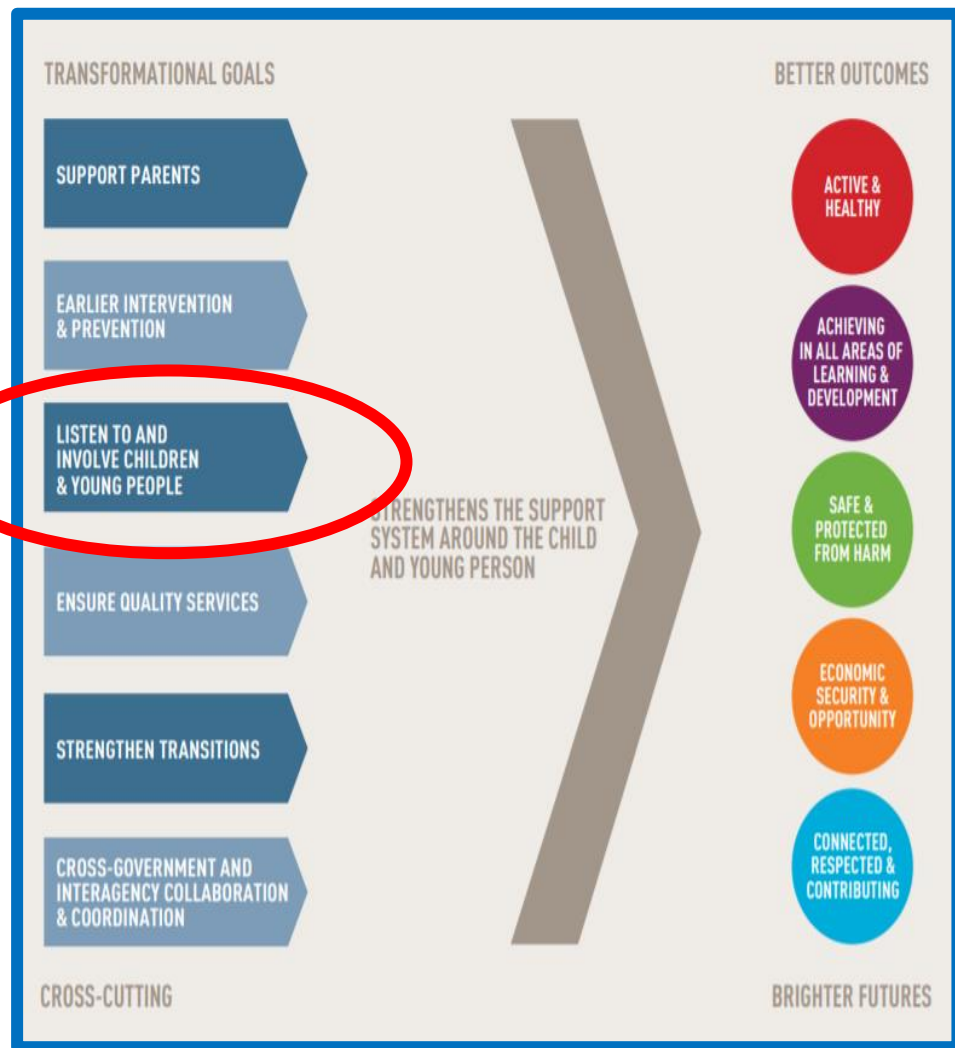 TRANSFORMATIONAL GOALS
SUPPORT PARENTS
EARLIER INTERVENTION
& PREVENTION
LISTEN TO AND
INVOLVE CHILDREN
& YOUNG PEOPLE
ENSURE QUALITY SERVICES
STRENGTHEN TRANSITIONS
CROSS-GOVERNMENT AND
INTERAGENCY COLLABORATION
& COORDINATION
CROSS-CUTTING
STRENGTHENS THE SUPPORT
SYSTEM AROUND THE CHILD
AND YOUNG PERSON
BETTER OUTCOMES
ACTIVE &
HEALTHY
ACHIEVING
IN ALL AREAS OF
LEARNING &
DEVELOPMENT
SAFE &
PROTECTED
FROM HARM
ECONOMIC
SECURITY &
OPPORTUNITY
CONNECTED,
RESPECTED &
CONTRIBUTING
BRIGHTER FUTURES